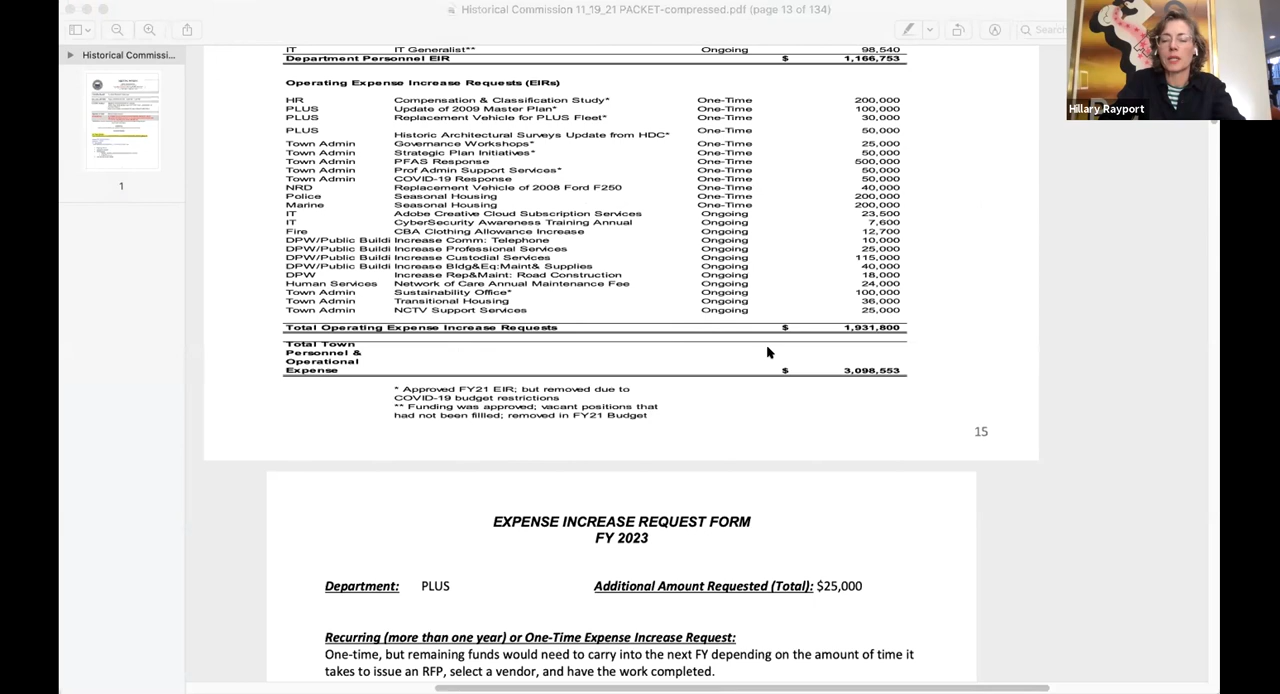 Historical Commission 11_19_21 PACKET-compressed.pdf (page 13 of 134)
Search
Historical Commissi...
1
Hillary Rayport
IT IT Generalist** Ongoing 98,540
Department Personnel EIR $ 1,166,753
Operating Expense Increase Requests (EIRs)
HR Compensation & Classification Study* One-Time 200,000
PLUS Update of 2009 Master Plan* One-Time 100,000
PLUS Replacement Vehicle for PLUS Fleet* One-Time 30,000
PLUS Historic Architectural Surveys Update from HDC* One-Time 50,000
Town Admin Governance Workshops* One-Time 25,000
Town Admin Strategic Plan Initiatives* One-Time 50,000
Town Admin PFAS Response One-Time 500,000
Town Admin Prof Admin Support Services* One-Time 50,000
Town Admin COVID-19 Response One-Time 50,000
NRD Replacement Vehicle of 2008 Ford F250 One-Time 40,000
Police Seasonal Housing One-Time 200,000
Marine Seasonal Housing One-Time 200,000
IT Adobe Creative Cloud Subscription Services Ongoing 23,500
IT CyberSecurity Awareness Training Annual Ongoing 7,600
Fire CBA Clothing Allowance Increase Ongoing 12,700
DPW/Public Buildi Increase Comm: Telephone Ongoing 10,000
DPW/Public Buildi Increase Professional Services Ongoing 25,000
DPW/Public Buildi Increase Custodial Services Ongoing 115,000
DPW/Public Buildi Increase Bldg&Eq:Maint& Supplies Ongoing 40,000
DPW Increase Rep&Maint: Road Construction Ongoing 18,000
Human Services Network of Care Annual Maintenance Fee Ongoing 24,000
Town Admin Sustainability Office* Ongoing 100,000
Town Admin Transitional Housing Ongoing 36,000
Town Admin NCTV Support Services Ongoing 25,000
Total Operating Expense Increase Requests $ 1,931,800
Total Town
Personnel &
Operational
Expense $ 3,098,553
* Approved FY21 EIR; but removed due to
COVID-19 budget restrictions
** Funding was approved; vacant positions that
had not been fillled; removed in FY21 Budget
15
EXPENSE INCREASE REQUEST FORM
FY 2023
Department: PLUS Additional Amount Requested (Total): $25,000
Recurring (more than one year) or One-Time Expense Increase Request:
One-time, but remaining funds would need to carry into the next FY depending on the amount of time it
takes to issue an RFP, select a vendor, and have the work completed.